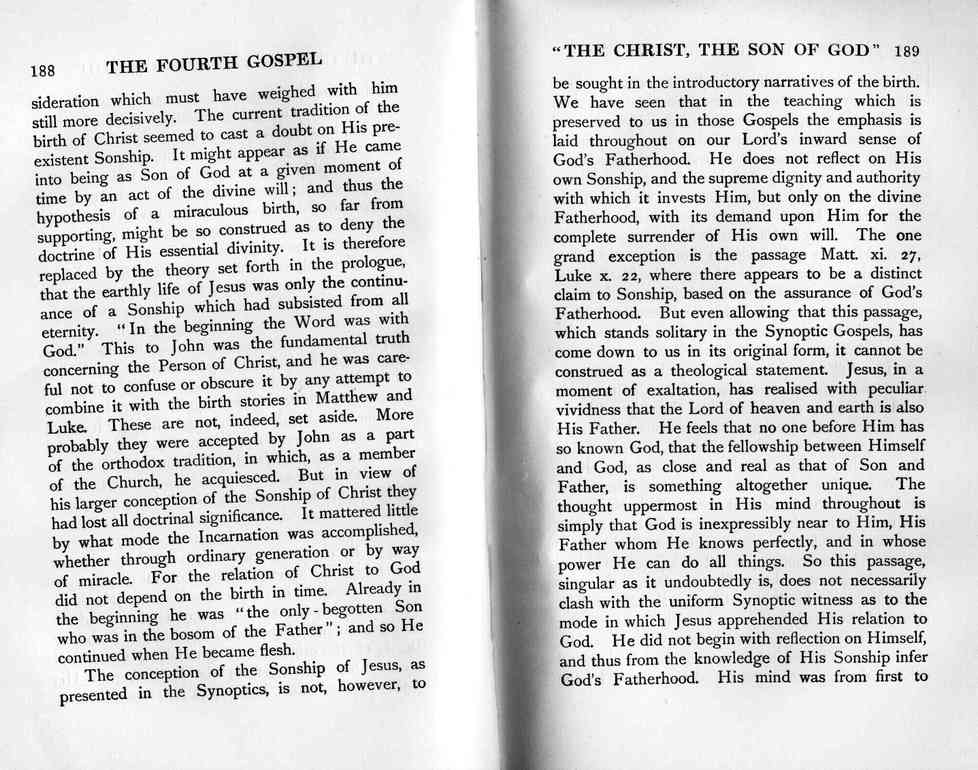 188 THE FOURTH GOSPEL
sideration which must have weighed with him
still more decisively. The current tradition of the
birth of Christ seemed to cast a doubt on His pre-
existent Sonship. It might appear as if He came
into being as Son of God at a given moment of
time by an act of the divine will; and thus the
hypothesis of a miraculous birth, so far from
supporting, might be so construed as to deny the
doctrine of His essential divinity. It is therefore
replaced by the theory set forth in the prologue,
that the earthly life of Jesus was only the continu-
ance of a Sonship which had subsisted from all
eternity. “In the beginning the Word was with
God.” This to John was the fundamental truth
concerning the Person of Christ, and he was care-
ful not to confuse or obscure it by any attempt to
combine it with the birth stories in Matthew and
Luke. These are not, indeed, set aside. More
probably they were accepted by John as a part
of the orthodox tradition, in which, as a member
of the Church, he acquiesced. But in view of
his larger conception of the Sonship of Christ they
had lost all doctrinal significance. It mattered little
by what mode the Incarnation was accomplished,
whether through ordinary generation or by way
of miracle. For the relation of Christ to God
did not depend on the birth in time. Already in
the beginning he was “the only-begotten Son
who was in the bosom of the Father”; and so He
continued when He became flesh.
The conception of the Sonship of Jesus, as
presented in the Synoptics, is not, however, to
“THE CHRIST, THE SON OF GOD” 189
be sought in the introductory narratives of the birth.
We have seen that in the teaching which is
preserved to us in those Gospels the emphasis is
laid throughout on our Lord's inward sense of
God's Fatherhood. He does not reflect on His
own Sonship, and the supreme dignity and authority
with which it invests Him, but only on the divine
Fatherhood, with its demand upon Him for the
complete surrender of His own will. The one
grand exception is the passage Matt. xi. 27,
Luke x. 22, where there appears to be a distinct
claim to Sonship, based on the assurance of God's
Fatherhood. But even allowing that this passage,
which stands solitary in the Synoptic Gospels, has
come down to us in its original form, it cannot be
construed as a theological statement. Jesus, in a
moment of exaltation, has realised with peculiar
vividness that the Lord of heaven and earth is also
His Father. He feels that no one before Him has
so known God, that the fellowship between Himself
and God, as close and real as that of Son and
Father, is something altogether unique. The
thought uppermost in His mind throughout is
simply that God is inexpressibly near to Him, His
Father whom He knows perfectly, and in whose
power He can do all things. So this passage,
singular as it undoubtedly is, does not necessarily
clash with the uniform Synoptic witness as to the
mode in which Jesus apprehended His relation to
God. He did not begin with reflection on Himself,
and thus from the knowledge of His Sonship infer
God's Fatherhood. His mind was from first to